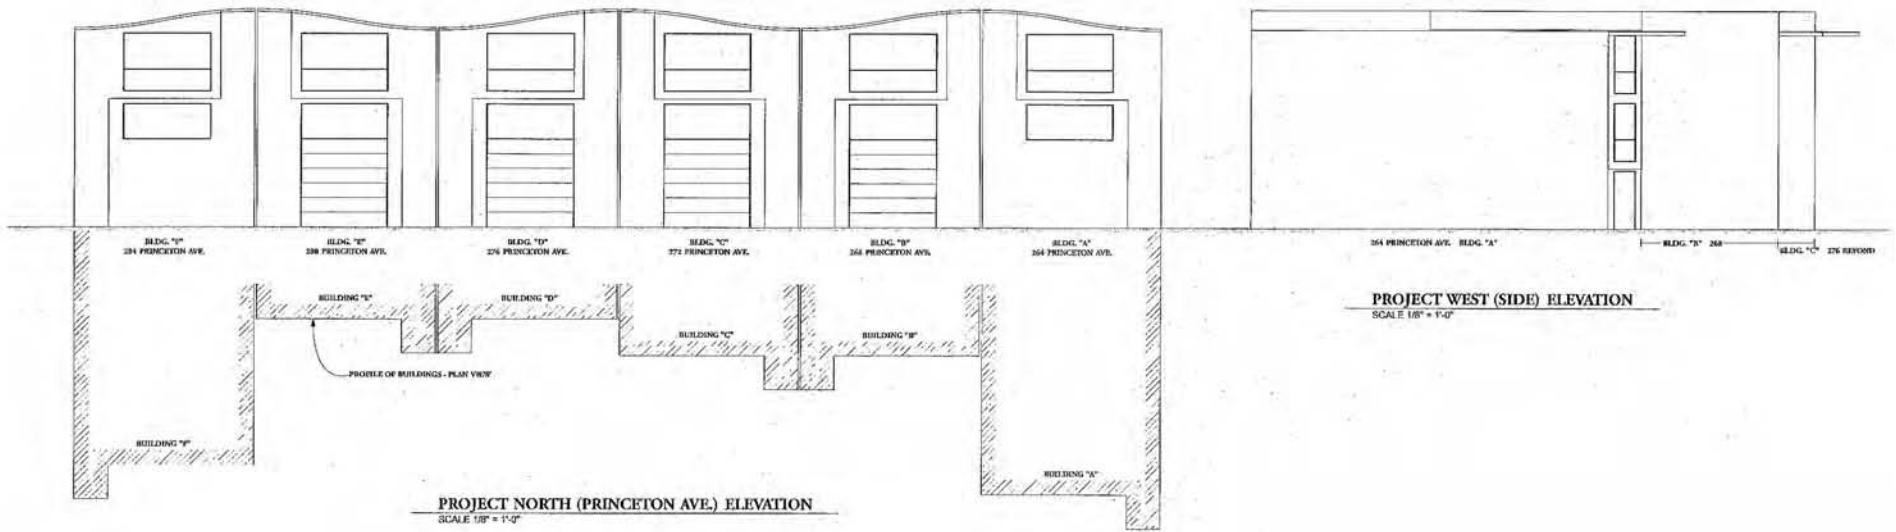 BLDG. "F"
284 PRINCETON AVE.
BLDG. "E"
280 PRINCETON AVE.
BLDG. "D"
276 PRINCETON AVE.
BLDG. "C"
272 PRINCETON AVE.
BLDG. "B"
268 PRINCETON AVE.
BLDG. "A"
264 PRINCETON AVE.
264 PRINCETON AVE. BLDG. "A"
BLDG. "B" 268
BLDG. "C" 276 BEYOND
BUILDING "E"
BUILDING "D"
BUILDING "C"
BUILDING "B"
PROFILE OF BUILDINGS - PLAN VIEW
BUILDING "F"
BUILDING "A"
PROJECT NORTH (PRINCETON AVE.) ELEVATION
SCALE 1/8" = 1'-0"
PROJECT WEST (SIDE) ELEVATION
SCALE 1/8" = 1'-0"